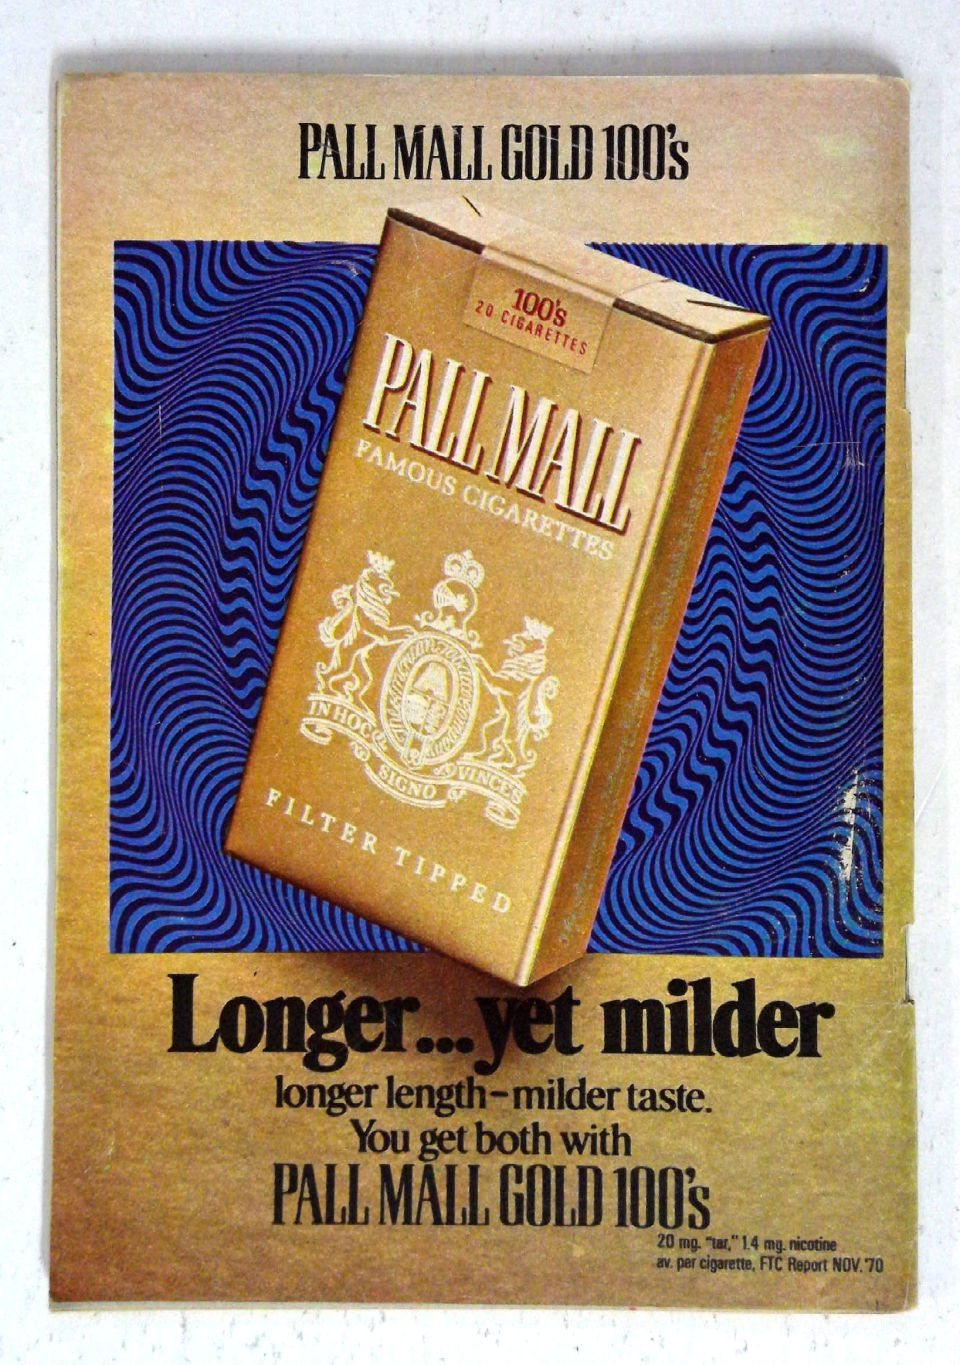 PALL MALL GOLD 100's
100's
20 CIGARETTES
PALL MALL
FAMOUS CIGARETTES
IN HOC
SIGNO
VINCES
FILTER TIPPED
Longer...yet milder
longer length–milder taste.
You get both with
PALL MALL GOLD 100's
20 mg. "tar," 1.4 mg. nicotine
av. per cigarette, FTC Report NOV.'70